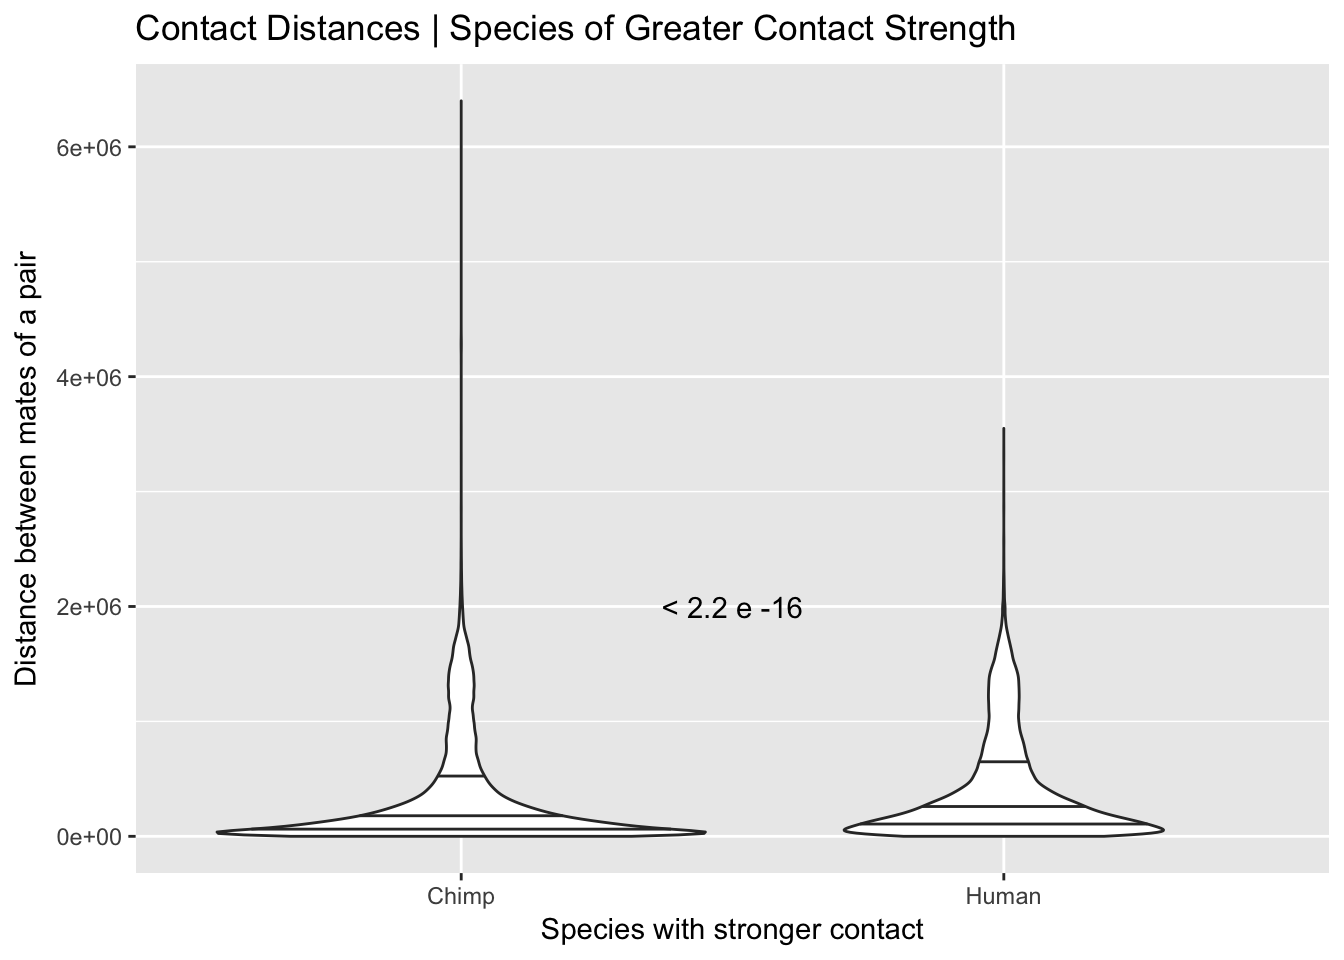 Contact Distances | Species of Greater Contact Strength
Distance between mates of a pair
6e+06
4e+06
2e+06
0e+00
< 2.2 e -16
Chimp
Human
Species with stronger contact